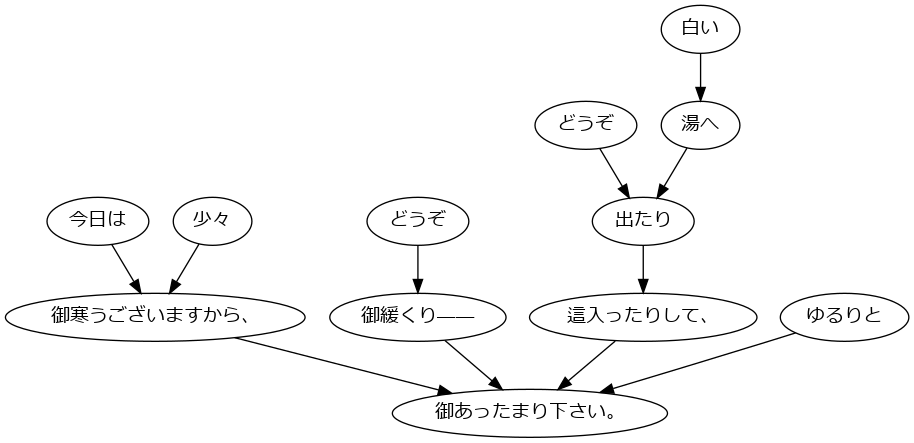 白い
どうぞ
湯へ
今日は
少々
どうぞ
出たり
御寒うございますから、
御緩くり――
這入ったりして、
ゆるりと
御あったまり下さい。